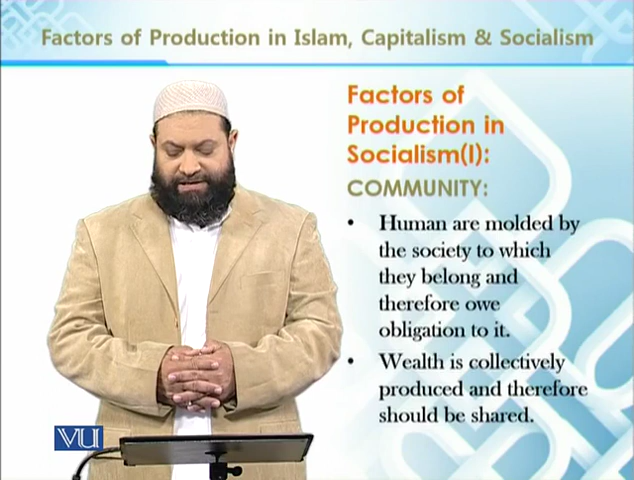 Factors of Production in Islam, Capitalism & Socialism
Factors of
Production in
Socialism(I):
COMMUNITY:
• Human are molded by
the society to which
they belong and
therefore owe
obligation to it.
• Wealth is collectively
produced and therefore
should be shared.
VU